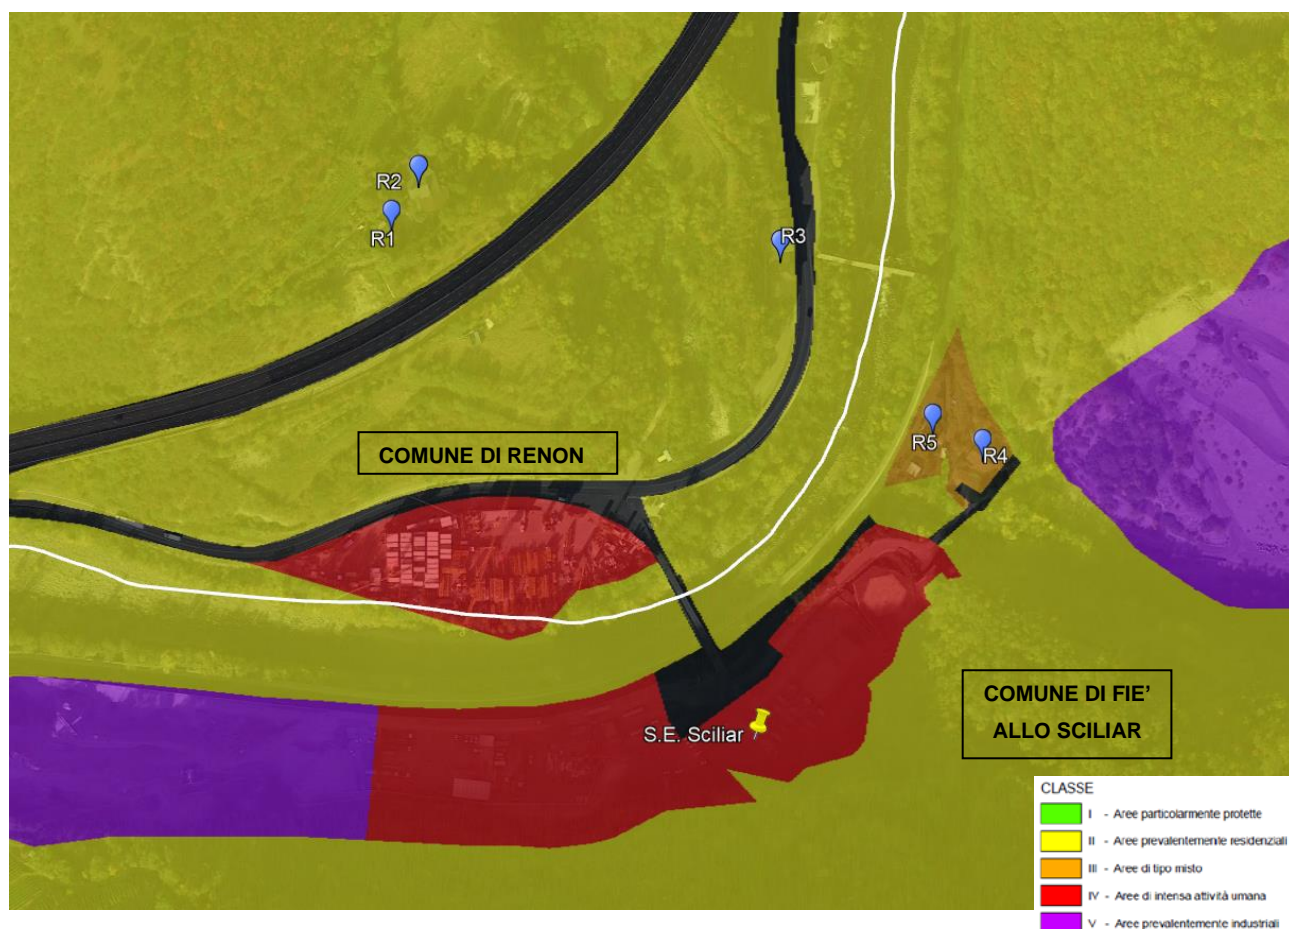 R2
R1
R3
COMUNE DI RENON
R5
R4
S.E. Sciliar
COMUNE DI FIE’
ALLO SCILIAR
CLASSE
I - Aree particolarmente protette
II - Aree prevalentemente residenziali
III - Aree di tipo misto
IV - Aree di intensa attività umana
V - Aree prevalentemente industriali